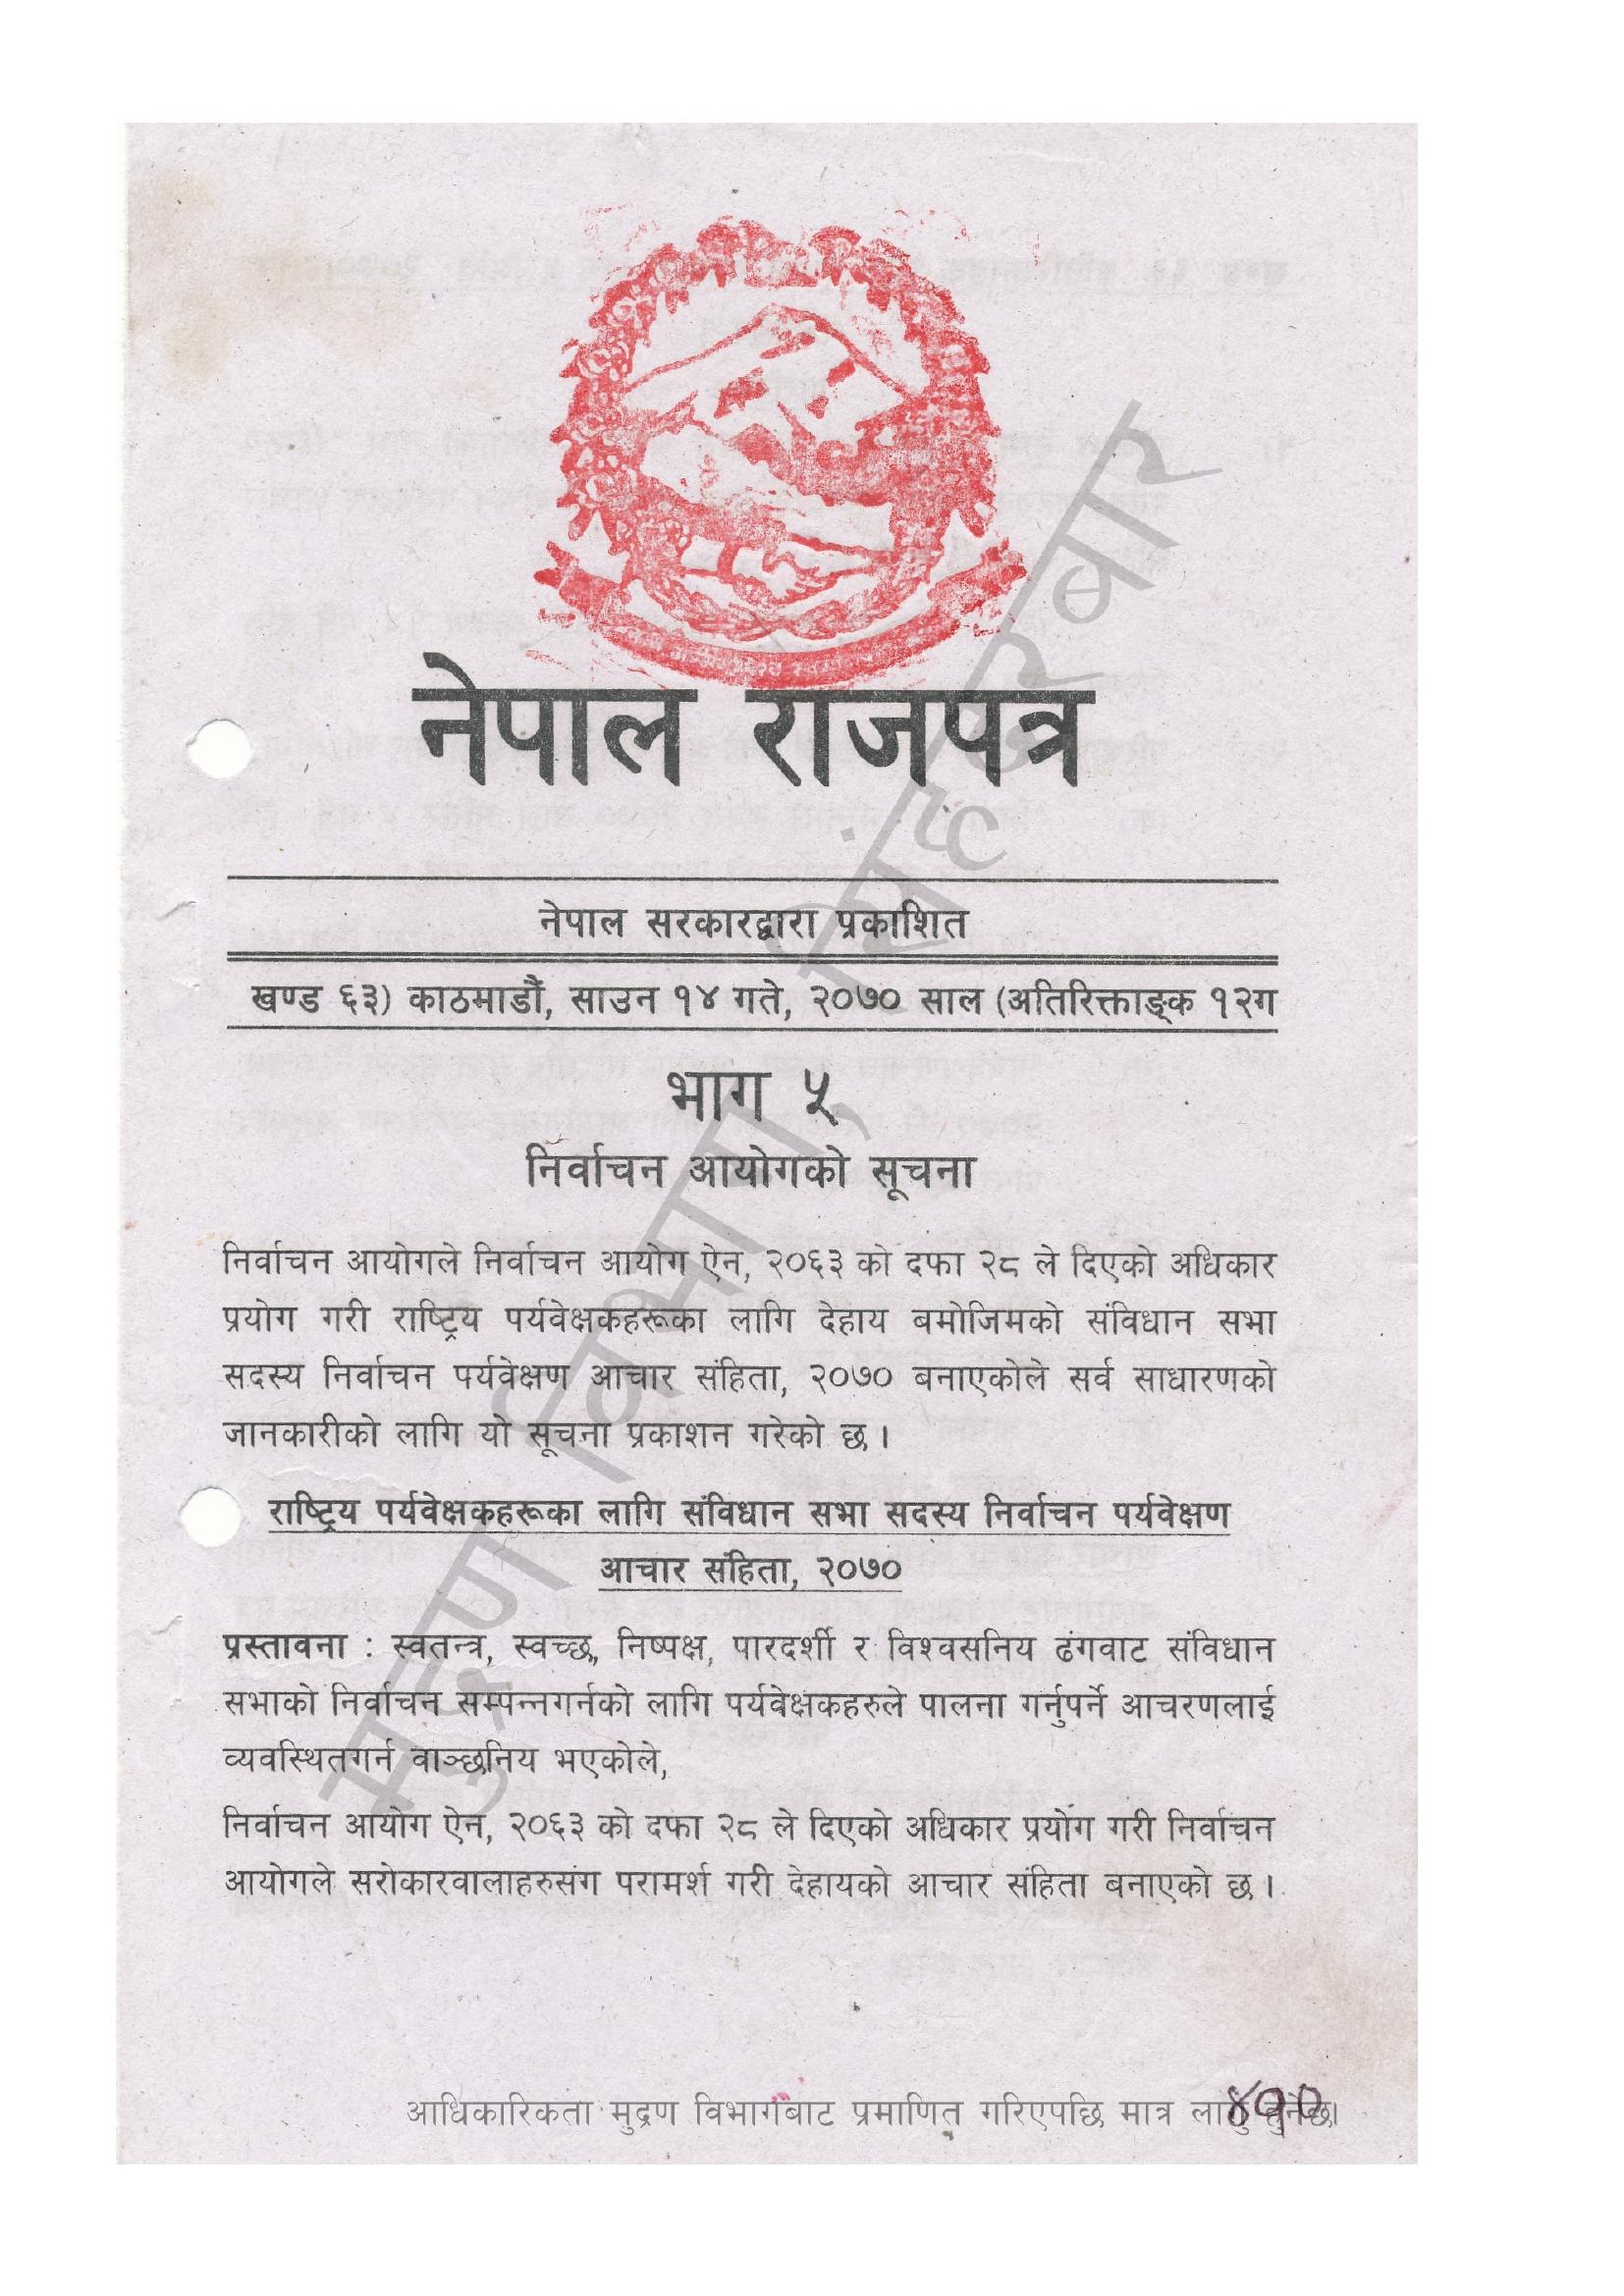 नेपाल राजपत्र
नेपाल सरकारद्वारा प्रकाशित
खण्ड ६३) काठमाडौं, साउन १४ गते, २०७० साल (अतिरिक्ताङ्क १२ग
भाग ५
निर्वाचन आयोगको सूचना
निर्वाचन आयोगले निर्वाचन आयोग ऐन, २०६३ को दफा २८ ले दिएको अधिकार
प्रयोग गरी राष्ट्रिय पर्यवेक्षकहरूका लागि देहाय बमोजिमको संविधान सभा
सदस्य निर्वाचन पर्यवेक्षण आचार संहिता, २०७० बनाएकोले सर्व साधारणको
जानकारीको लागि यो सूचना प्रकाशन गरेको छ ।
राष्ट्रिय पर्यवेक्षकहरूका लागि संविधान सभा सदस्य निर्वाचन पर्यवेक्षण
आचार संहिता, २०७०
प्रस्तावना : स्वतन्त्र, स्वच्छ, निष्पक्ष, पारदर्शी र विश्वसनिय ढंगवाट संविधान
सभाको निर्वाचन सम्पन्नगर्नको लागि पर्यवेक्षकहरुले पालना गर्नुपर्ने आचरणलाई
व्यवस्थितगर्न वाञ्छनिय भएकोले,
निर्वाचन आयोग ऐन, २०६३ को दफा २८ ले दिएको अधिकार प्रयोग गरी निर्वाचन
आयोगले सरोकारवालाहरुसंग परामर्श गरी देहायको आचार संहिता बनाएको छ ।
मुद्रण विभाग, सिंहदरबार
आधिकारिकता मुद्रण विभागबाट प्रमाणित गरिएपछि मात्र लागु हुनेछ।